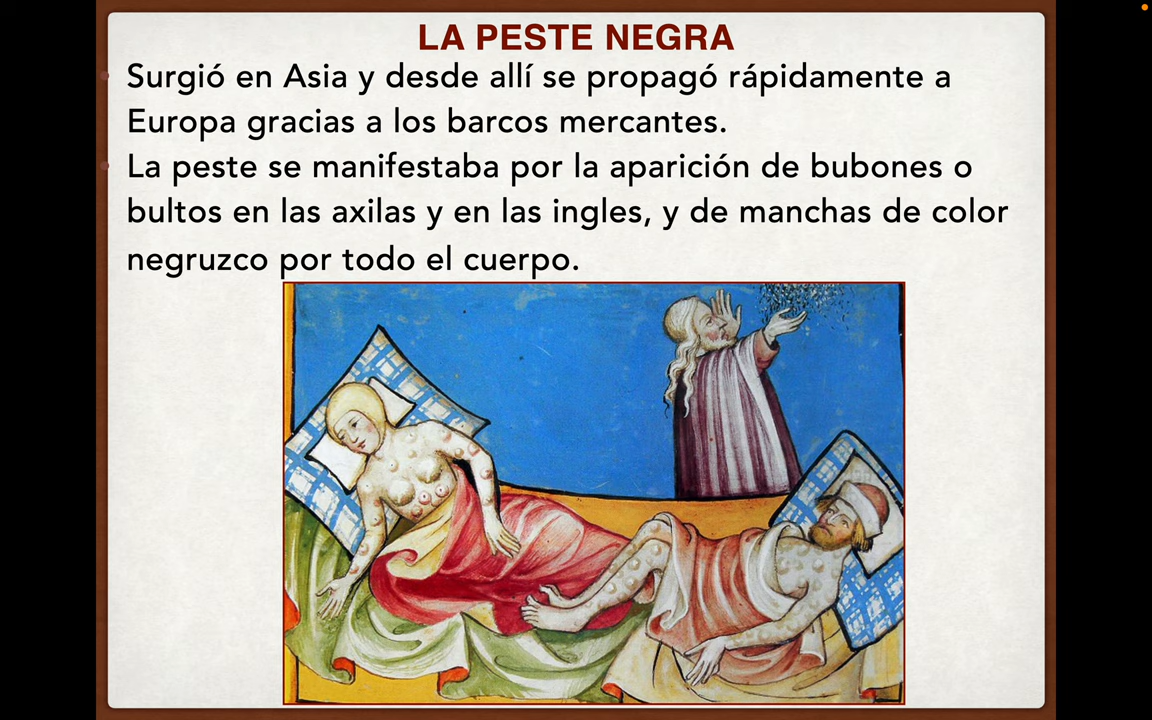 LA PESTE NEGRA
Surgió en Asia y desde allí se propagó rápidamente a
Europa gracias a los barcos mercantes.
La peste se manifestaba por la aparición de bubones o
bultos en las axilas y en las ingles, y de manchas de color
negruzco por todo el cuerpo.